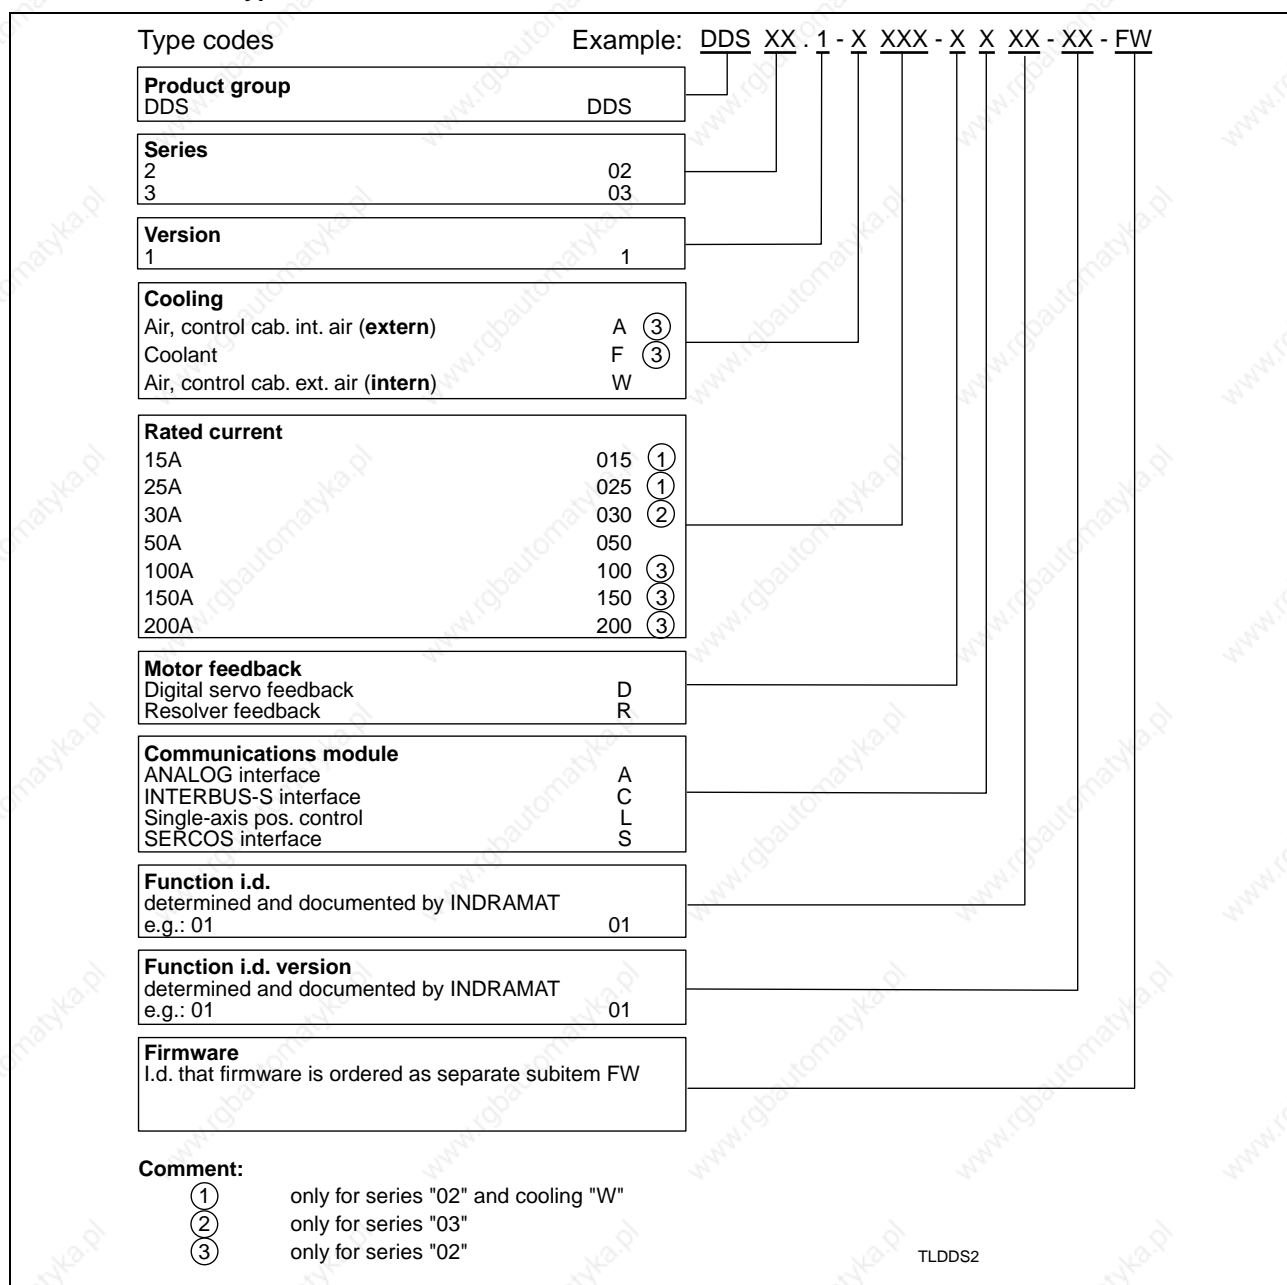 Type codes Example: DDS XX . 1 - X XXX - X X XX - XX - FW
Product group
DDS DDS
Series
2 02
3 03
Version
1 1
Cooling
Air, control cab. int. air (extern) A ③
Coolant F ③
Air, control cab. ext. air (intern) W
Rated current
15A 015 ①
25A 025 ①
30A 030 ②
50A 050
100A 100 ③
150A 150 ③
200A 200 ③
Motor feedback
Digital servo feedback D
Resolver feedback R
Communications module
ANALOG interface A
INTERBUS-S interface C
Single-axis pos. control L
SERCOS interface S
Function i.d.
determined and documented by INDRAMAT
e.g.: 01 01
Function i.d. version
determined and documented by INDRAMAT
e.g.: 01 01
Firmware
I.d. that firmware is ordered as separate subitem FW
Comment:
① only for series "02" and cooling "W"
② only for series "03"
③ only for series "02"
TLDDS2
www.rgbautomatyka.pl